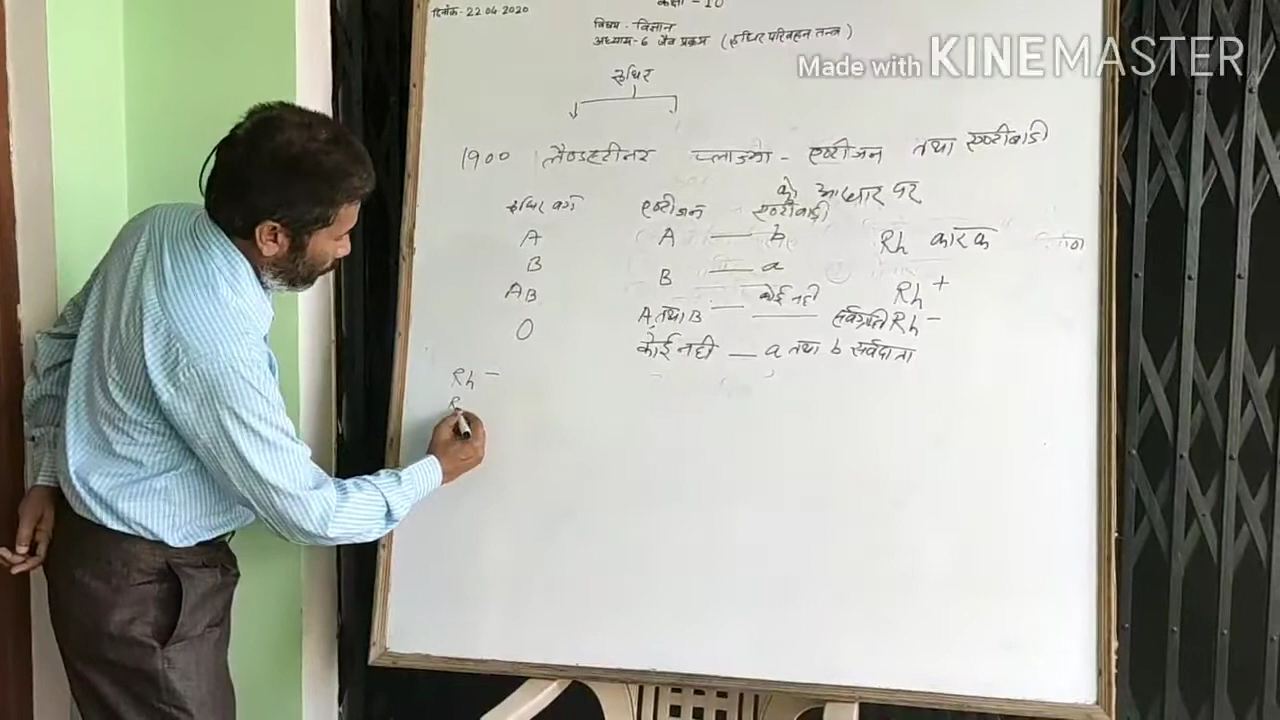 दिनांक- 22.04.2020
कक्षा - 10
विषय - विज्ञान
अध्याय-6 जैव प्रक्रम (रुधिर परिवहन तन्त्र)
Made with KINEMASTER
रुधिर
1900 लैण्डस्टीनर - एण्टीजन तथा एण्टीबाडी
के आधार पर
रुधिर वर्ग एण्टीजन एण्टीबाडी
A A — b Rh कारक
B B — a
AB A तथा B — कोई नही — Rh +
O कोई नही — a तथा b सर्वदाता Rh -
Rh -
R